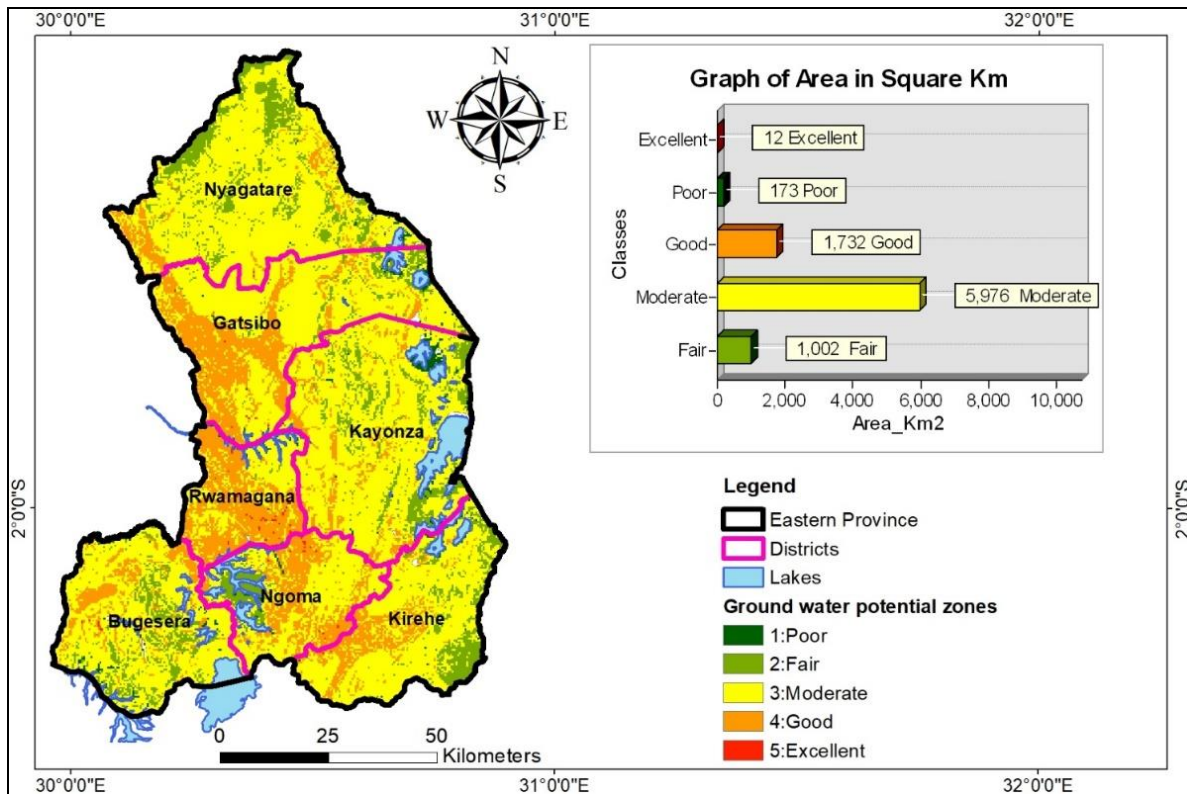 30°0'0"E 31°0'0"E 32°0'0"E
N
W E
S
Nyagatare
Gatsibo
Kayonza
Rwamagana
Ngoma
Kirehe
Bugesera
2°0'0"S
0 25 50
Kilometers
Graph of Area in Square Km
Classes
Excellent
12 Excellent
Poor
173 Poor
Good
1,732 Good
Moderate
5,976 Moderate
Fair
1,002 Fair
0 2,000 4,000 6,000 8,000 10,000
Area_Km2
Legend
Eastern Province
Districts
Lakes
Ground water potential zones
1:Poor
2:Fair
3:Moderate
4:Good
5:Excellent
2°0'0"S
30°0'0"E 31°0'0"E 32°0'0"E